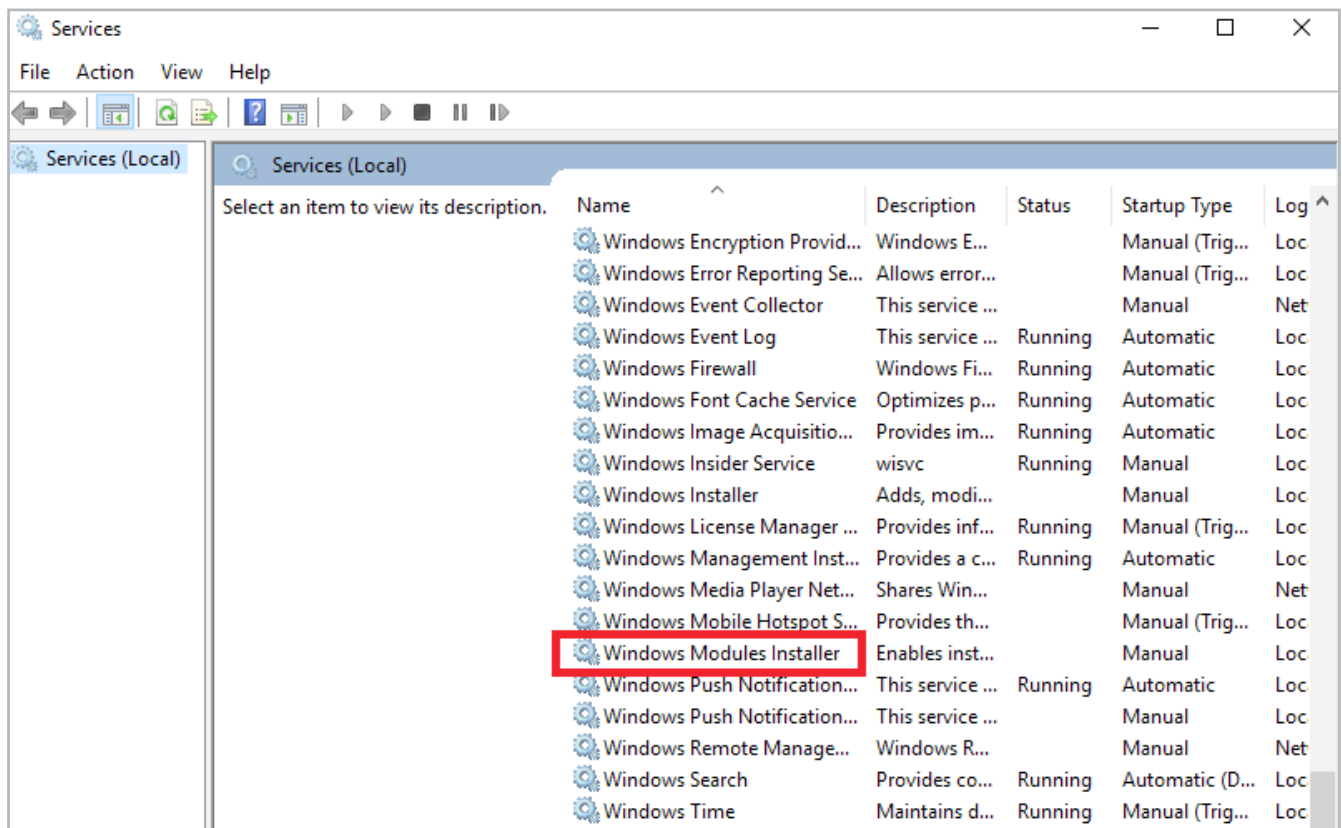 Services
File Action View Help
Services (Local)
Services (Local)
Select an item to view its description.
Name Description Status Startup Type Log
Windows Encryption Provid... Windows E... Manual (Trig... Loc
Windows Error Reporting Se... Allows error... Manual (Trig... Loc
Windows Event Collector This service ... Manual Net
Windows Event Log This service ... Running Automatic Loc
Windows Firewall Windows Fi... Running Automatic Loc
Windows Font Cache Service Optimizes p... Running Automatic Loc
Windows Image Acquisitio... Provides im... Running Automatic Loc
Windows Insider Service wisvc Running Manual Loc
Windows Installer Adds, modi... Manual Loc
Windows License Manager ... Provides inf... Running Manual (Trig... Loc
Windows Management Inst... Provides a c... Running Automatic Loc
Windows Media Player Net... Shares Win... Manual Net
Windows Mobile Hotspot S... Provides th... Manual (Trig... Loc
Windows Modules Installer Enables inst... Manual Loc
Windows Push Notification... This service ... Running Automatic Loc
Windows Push Notification... This service ... Manual Loc
Windows Remote Manage... Windows R... Manual Net
Windows Search Provides co... Running Automatic (D... Loc
Windows Time Maintains d... Running Manual (Trig... Loc